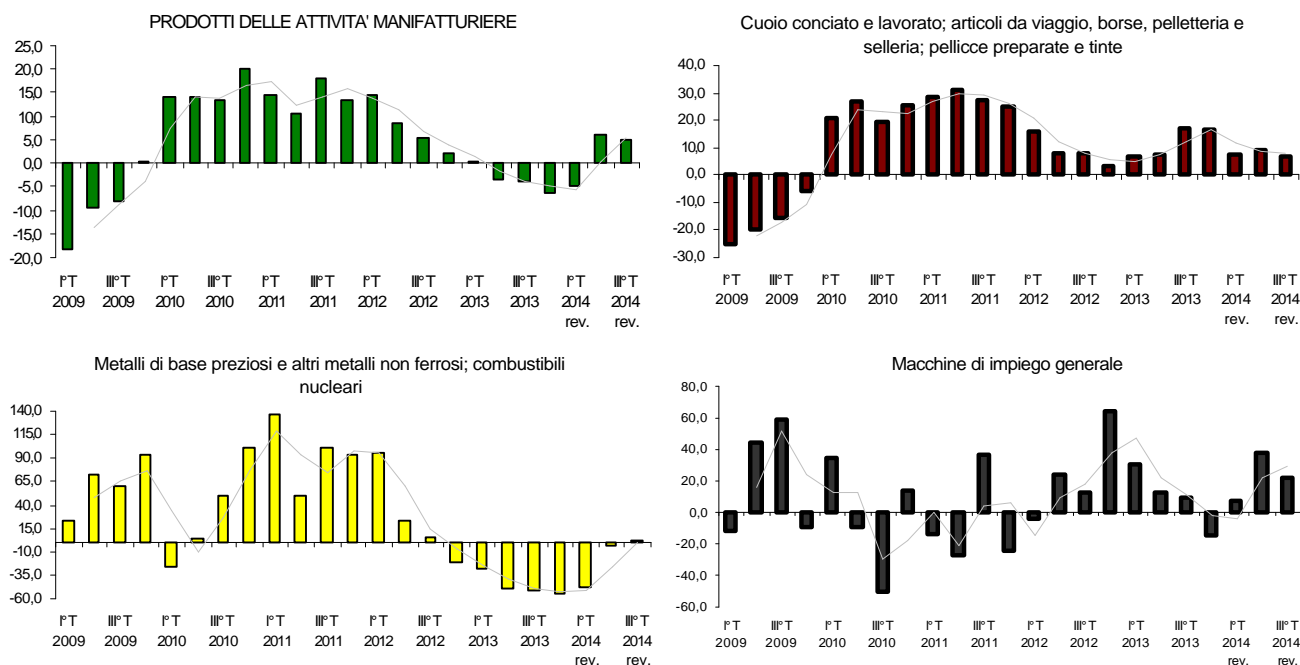 PRODOTTI DELLE ATTIVITA' MANIFATTURIERE
25,0
20,0
15,0
10,0
5,0
0,0
-5,0
-10,0
-15,0
-20,0
I° T III° T I° T III° T I° T III° T I° T III° T I° T III° T I° T III° T
2009 2009 2010 2010 2011 2011 2012 2012 2013 2013 2014 2014
rev. rev.
Cuoio conciato e lavorato; articoli da viaggio, borse, pelletteria e
selleria; pellicce preparate e tinte
40,0
30,0
20,0
10,0
0,0
-10,0
-20,0
-30,0
I° T III° T I° T III° T I° T III° T I° T III° T I° T III° T I° T III° T
2009 2009 2010 2010 2011 2011 2012 2012 2013 2013 2014 2014
rev. rev.
Metalli di base preziosi e altri metalli non ferrosi; combustibili
nucleari
140,0
115,0
90,0
65,0
40,0
15,0
-10,0
-35,0
-60,0
I° T III° T I° T III° T I° T III° T I° T III° T I° T III° T I° T III° T
2009 2009 2010 2010 2011 2011 2012 2012 2013 2013 2014 2014
rev. rev.
Macchine di impiego generale
80,0
60,0
40,0
20,0
0,0
-20,0
-40,0
-60,0
I° T III° T I° T III° T I° T III° T I° T III° T I° T III° T I° T III° T
2009 2009 2010 2010 2011 2011 2012 2012 2013 2013 2014 2014
rev. rev.